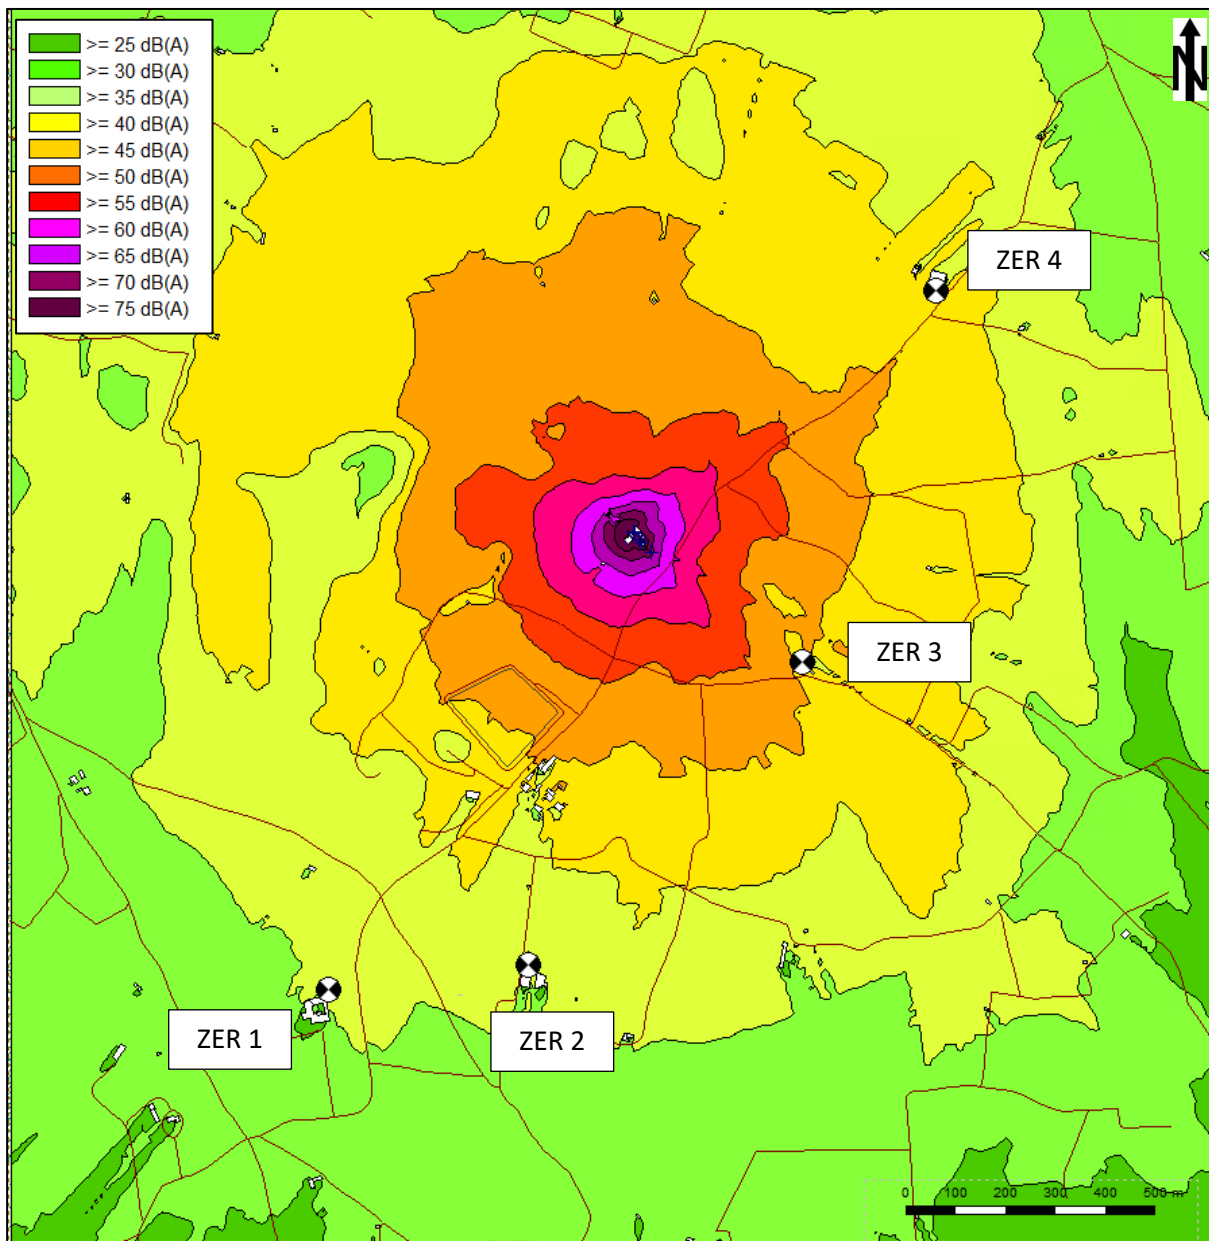 >= 25 dB(A)
>= 30 dB(A)
>= 35 dB(A)
>= 40 dB(A)
>= 45 dB(A)
>= 50 dB(A)
>= 55 dB(A)
>= 60 dB(A)
>= 65 dB(A)
>= 70 dB(A)
>= 75 dB(A)
N
ZER 4
ZER 3
ZER 1
ZER 2
0 100 200 300 400 500 m